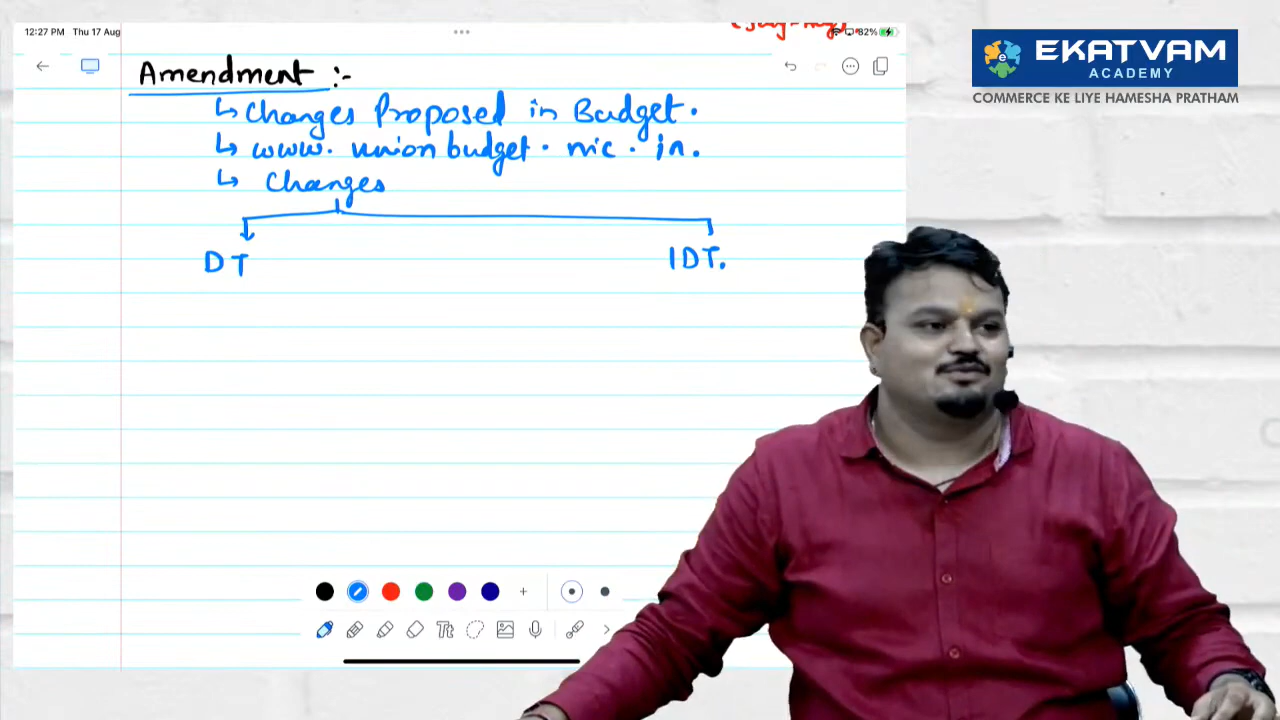 12:27 PM Thu 17 Aug
82%
EKATVAM
ACADEMY
COMMERCE KE LIYE HAMESHA PRATHAM
Amendment :-
↳ Changes Proposed in Budget.
↳ www. union budget. nic. in.
↳ Changes
DT IDT.
Tt